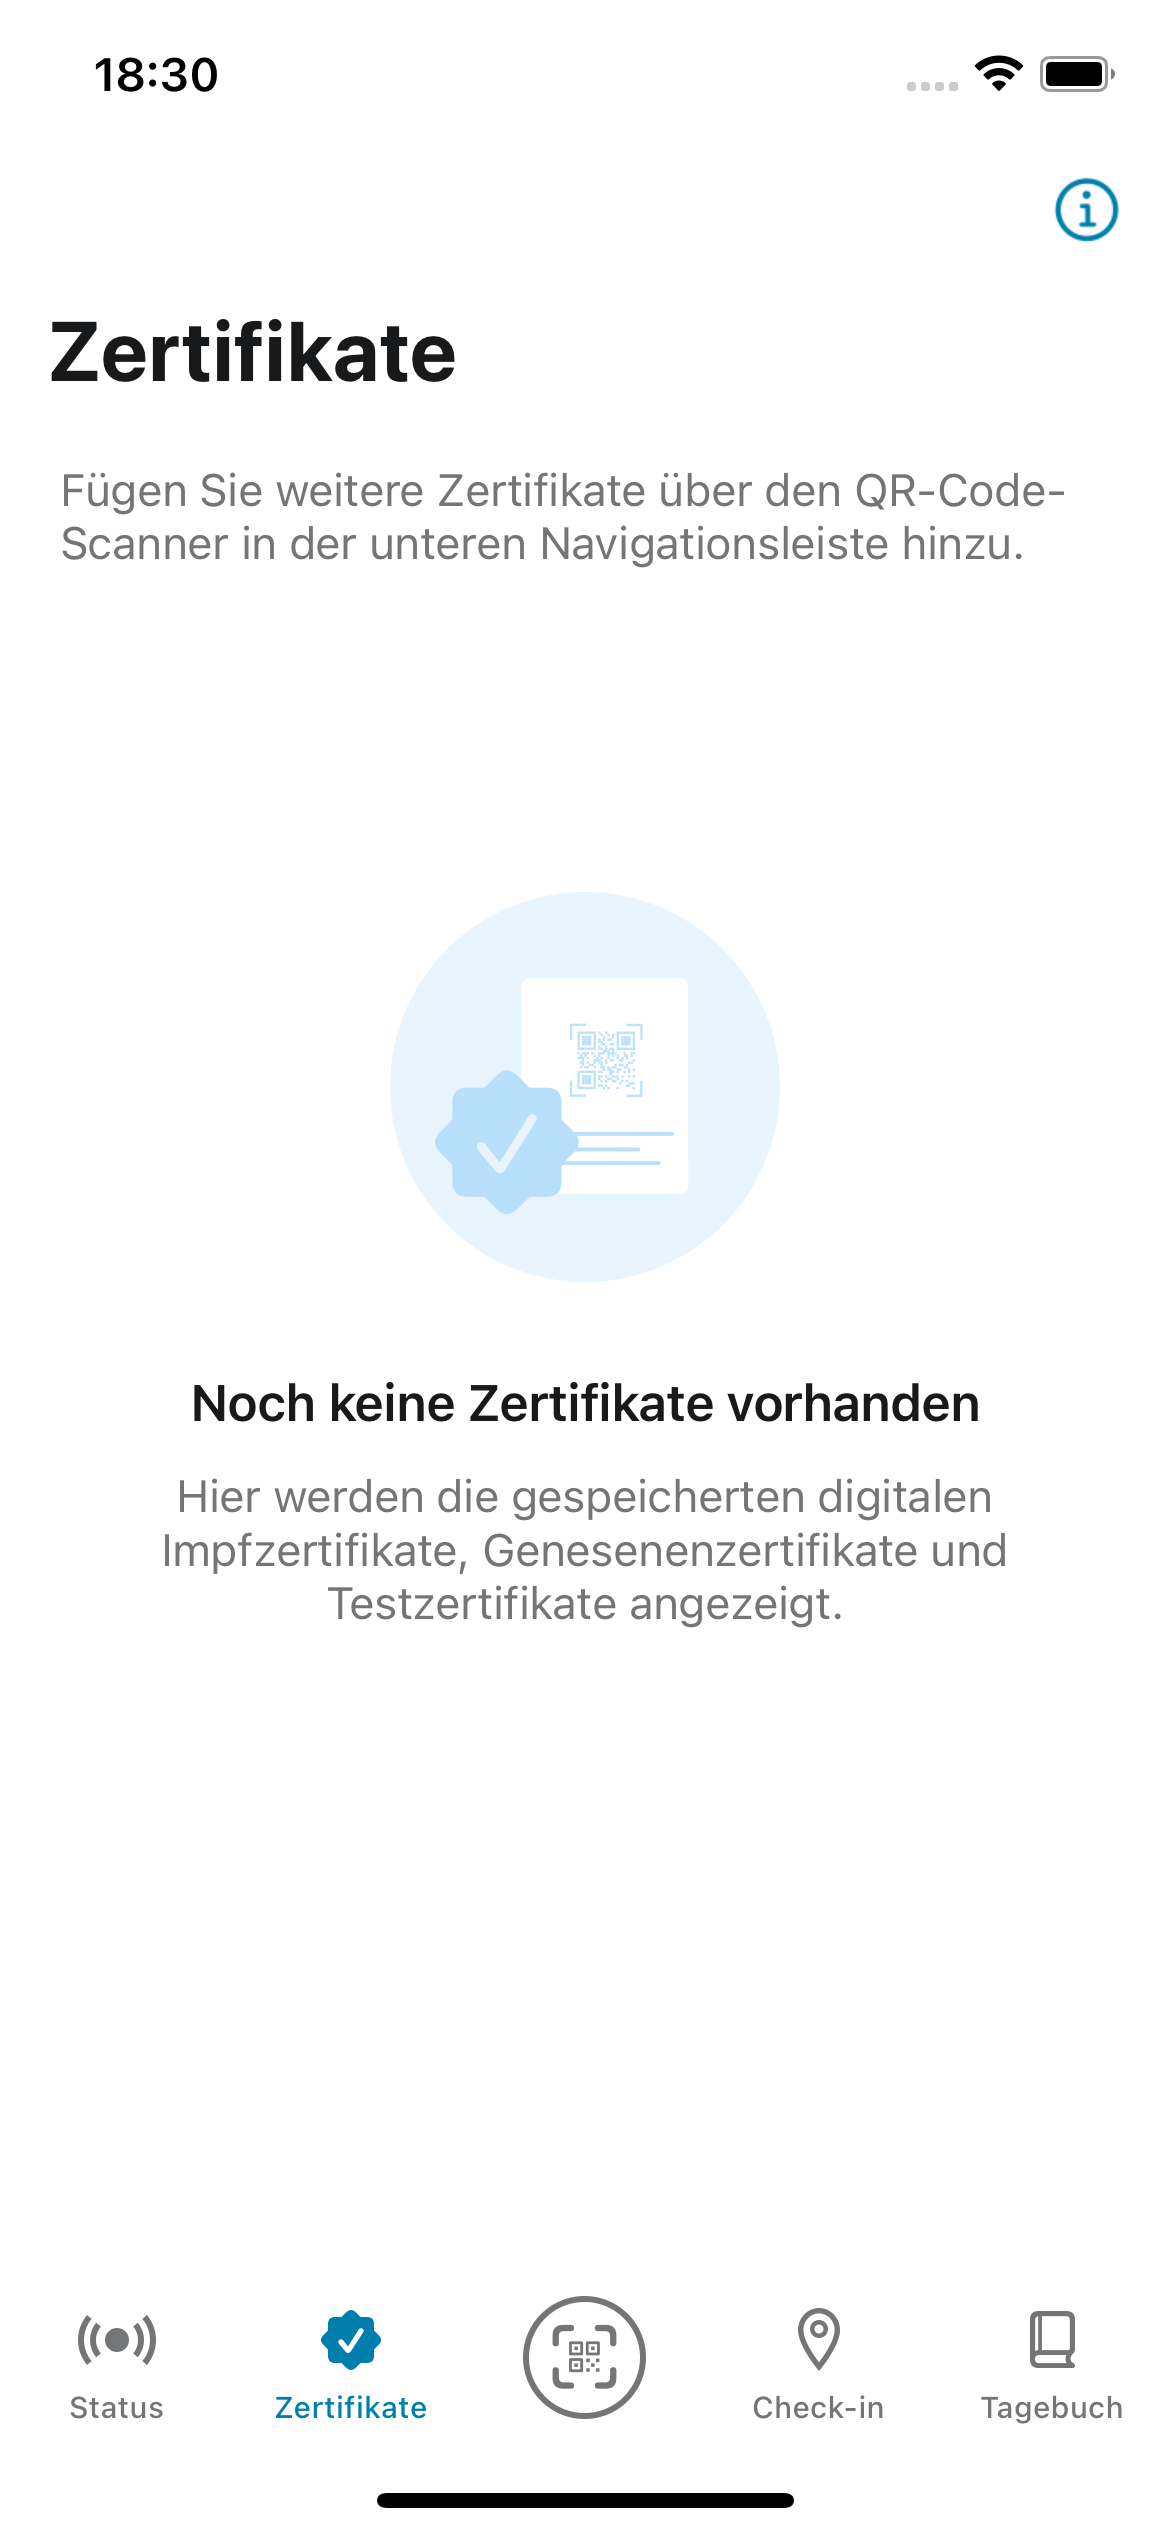 18:30
Zertifikate
Fügen Sie weitere Zertifikate über den QR-Code-
Scanner in der unteren Navigationsleiste hinzu.
Noch keine Zertifikate vorhanden
Hier werden die gespeicherten digitalen
Impfzertifikate, Genesenenzertifikate und
Testzertifikate angezeigt.
Status
Zertifikate
Check-in
Tagebuch